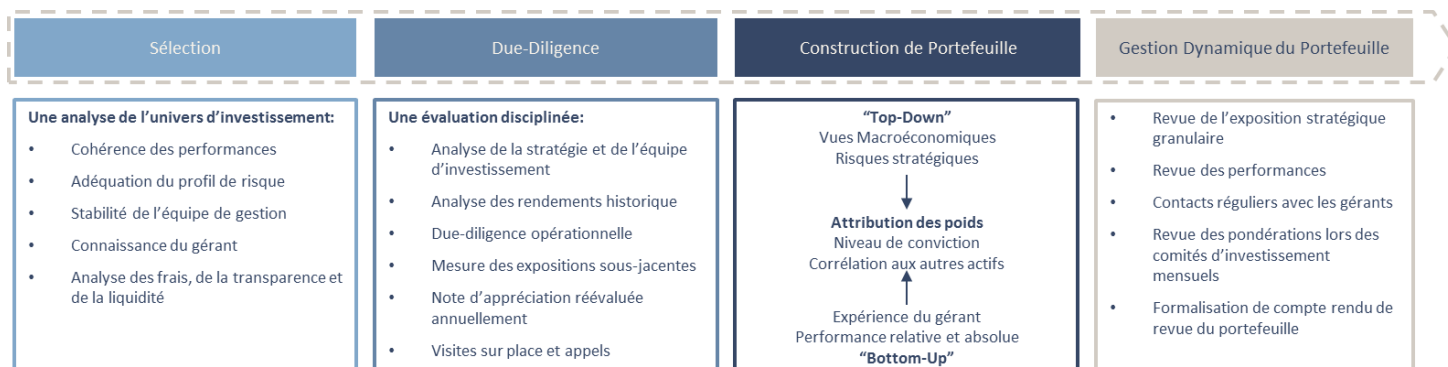 Sélection
Due-Diligence
Construction de Portefeuille
Gestion Dynamique du Portefeuille
Une analyse de l'univers d'investissement:
• Cohérence des performances
• Adéquation du profil de risque
• Stabilité de l'équipe de gestion
• Connaissance du gérant
• Analyse des frais, de la transparence et
de la liquidité
Une évaluation disciplinée:
• Analyse de la stratégie et de l'équipe
d'investissement
• Analyse des rendements historique
• Due-diligence opérationnelle
• Mesure des expositions sous-jacentes
• Note d'appréciation réévaluée
annuellement
• Visites sur place et appels
"Top-Down"
Vues Macroéconomiques
Risques stratégiques
Attribution des poids
Niveau de conviction
Corrélation aux autres actifs
Expérience du gérant
Performance relative et absolue
"Bottom-Up"
• Revue de l'exposition stratégique
granulaire
• Revue des performances
• Contacts réguliers avec les gérants
• Revue des pondérations lors des
comités d'investissement
mensuels
• Formalisation de compte rendu de
revue du portefeuille